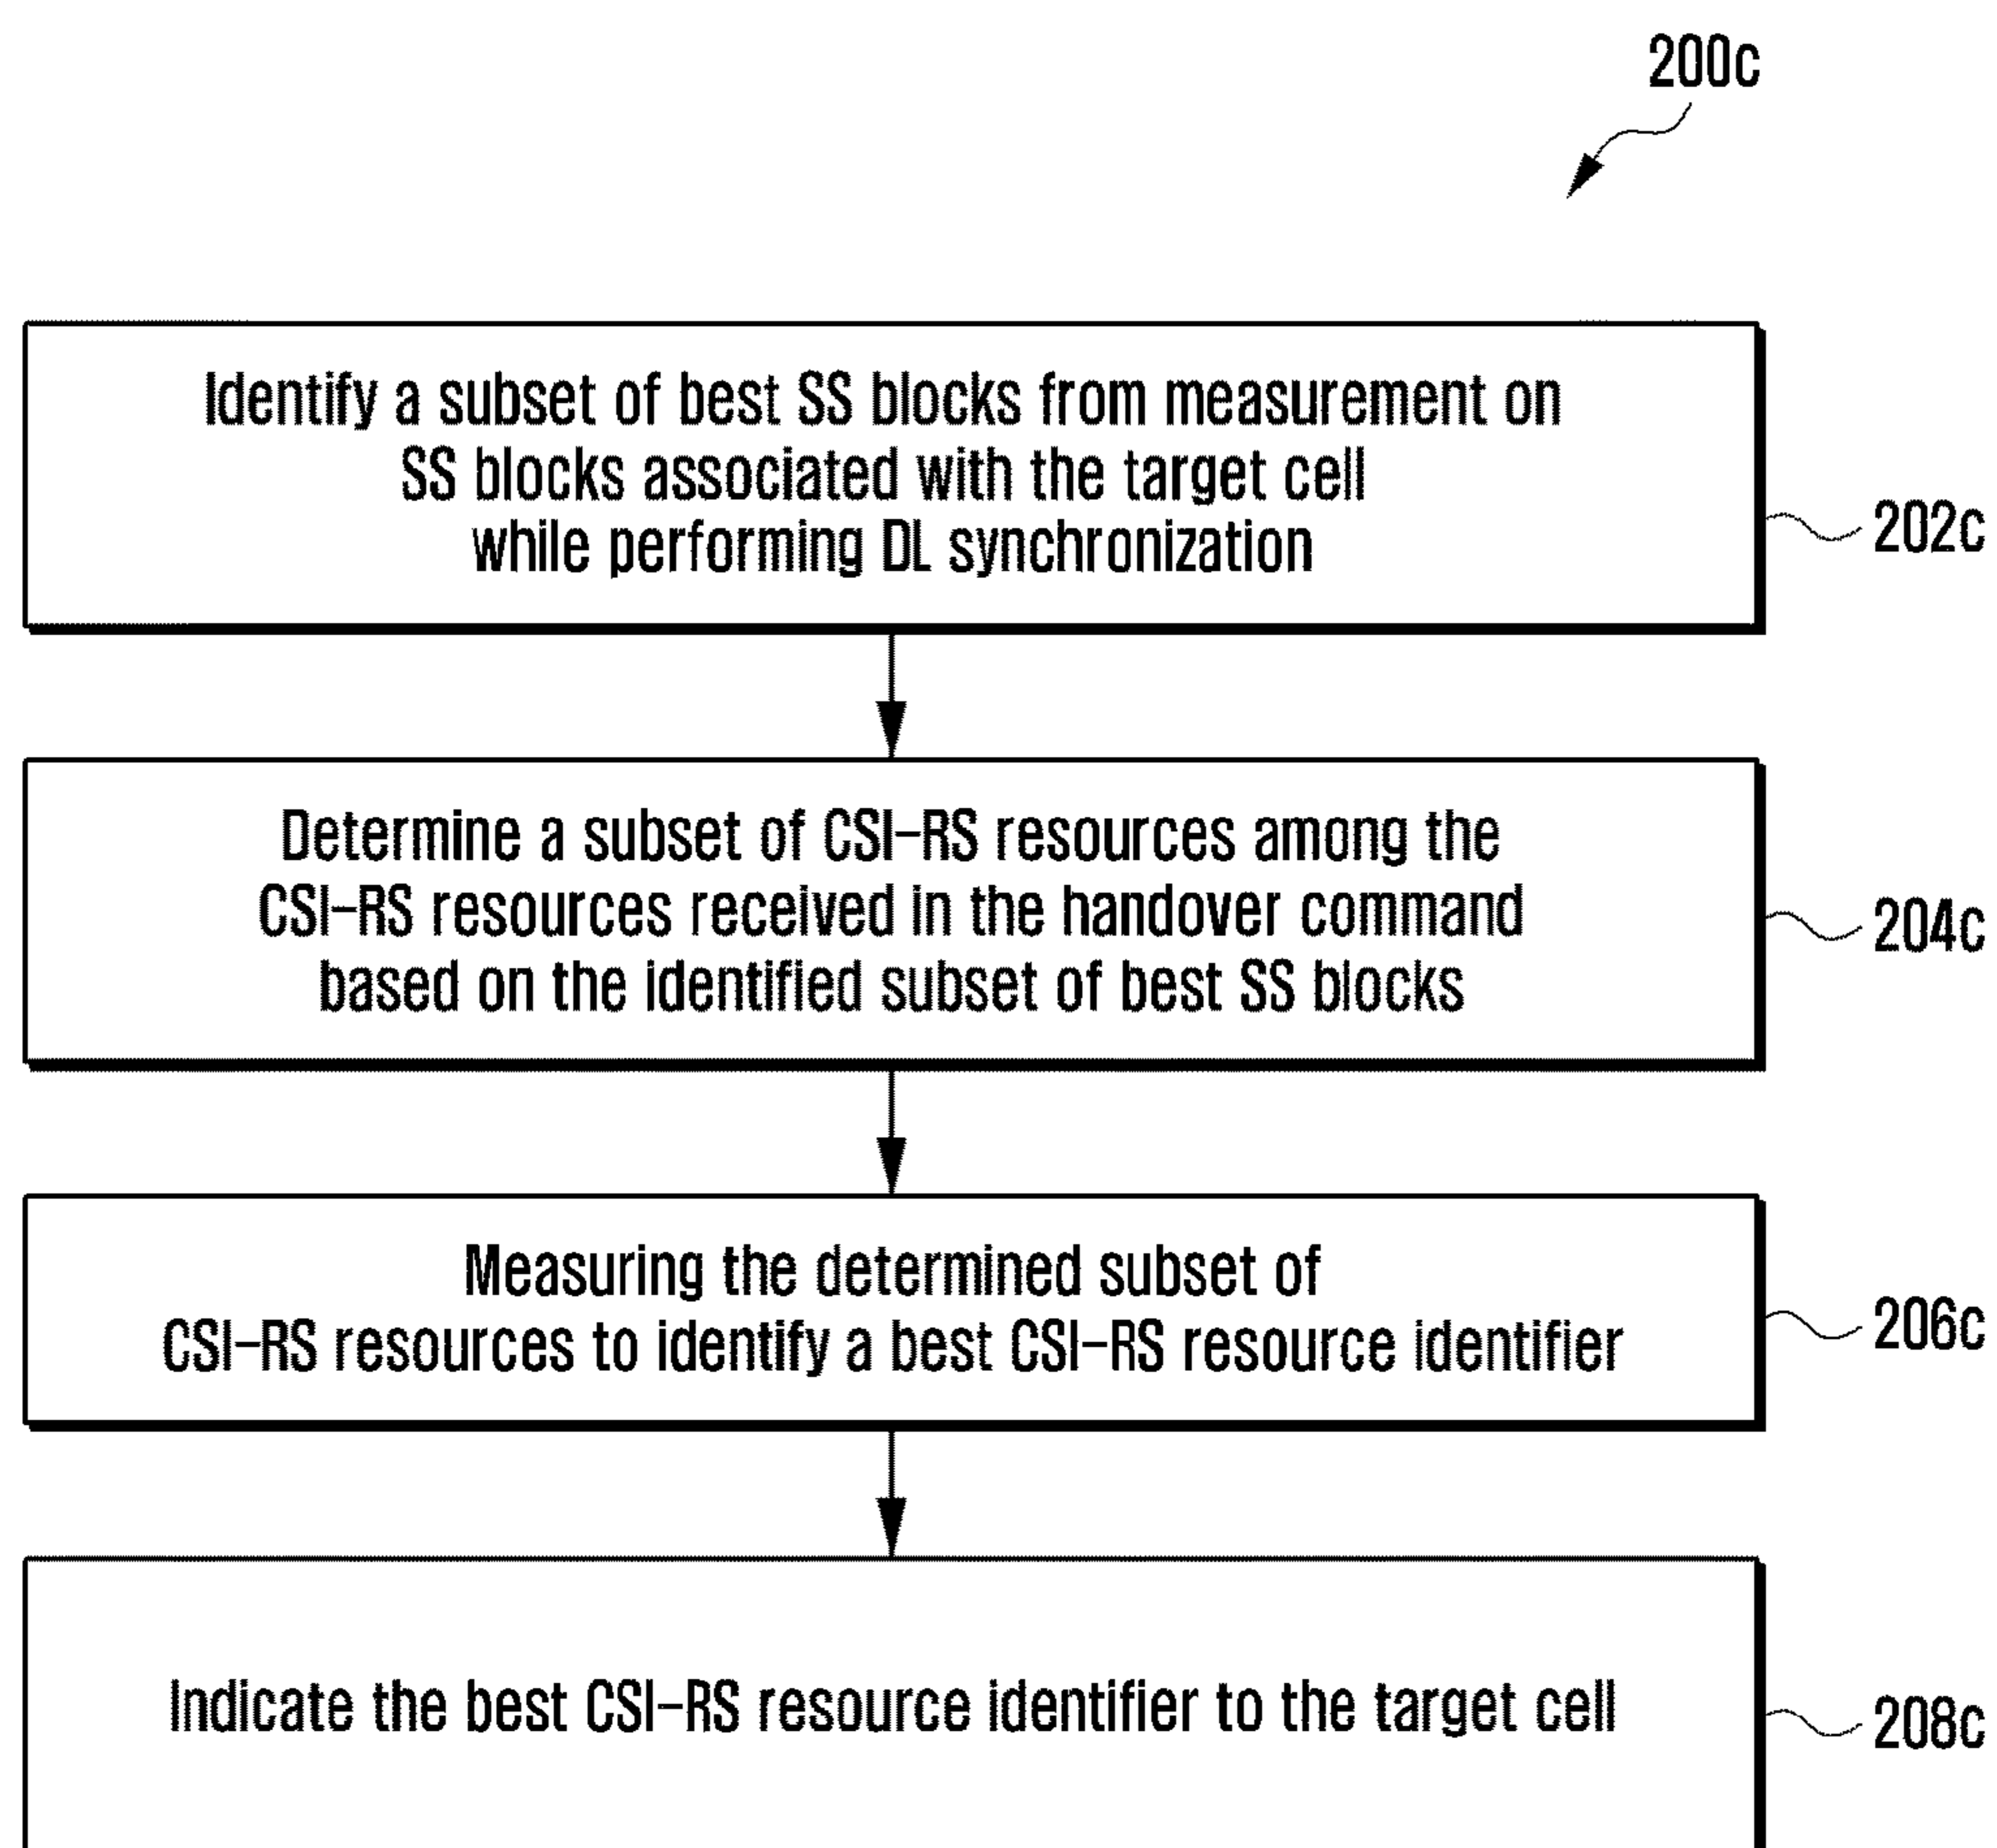 200c
Identify a subset of best SS blocks from measurement on
SS blocks associated with the target cell
while performing DL synchronization
202c
Determine a subset of CSI-RS resources among the
CSI-RS resources received in the handover command
based on the identified subset of best SS blocks
204c
Measuring the determined subset of
CSI-RS resources to identify a best CSI-RS resource identifier
206c
Indicate the best CSI-RS resource identifier to the target cell
208c